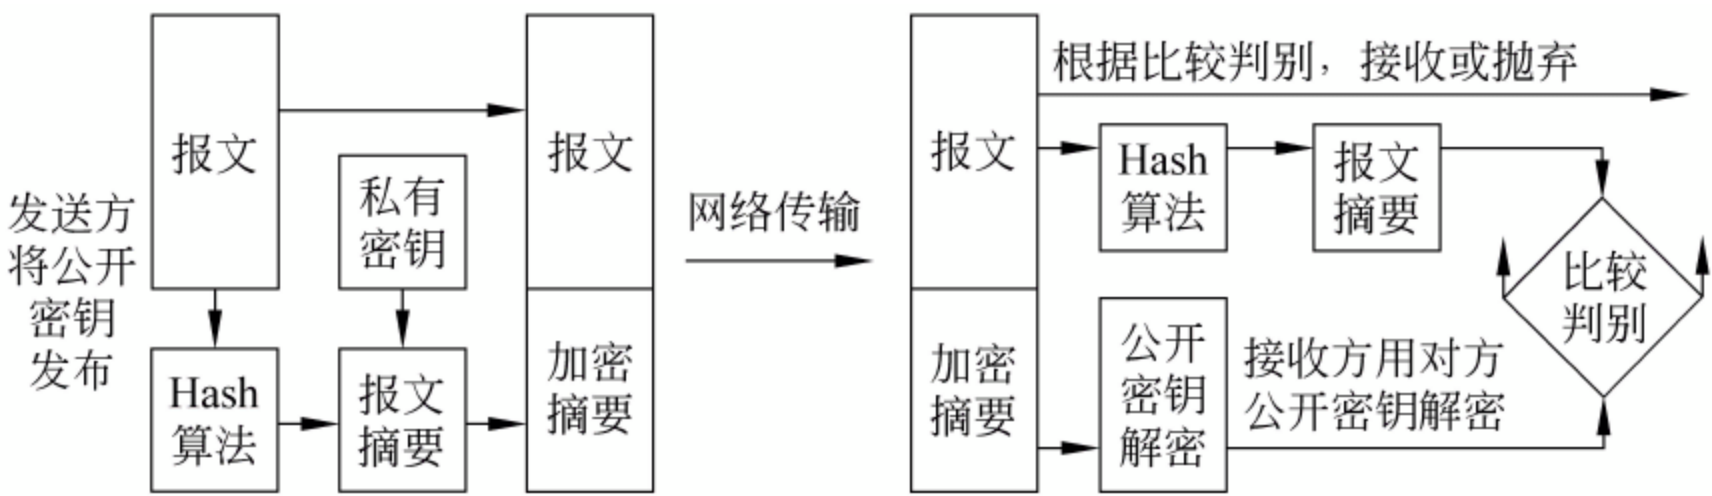 发送方
将公开
密钥
发布
报文
Hash
算法
私有
密钥
报文
摘要
报文
加密
摘要
网络传输
报文
加密
摘要
根据比较判别，接收或抛弃
Hash
算法
报文
摘要
公开
密钥
解密
接收方用对方
公开密钥解密
比较
判别